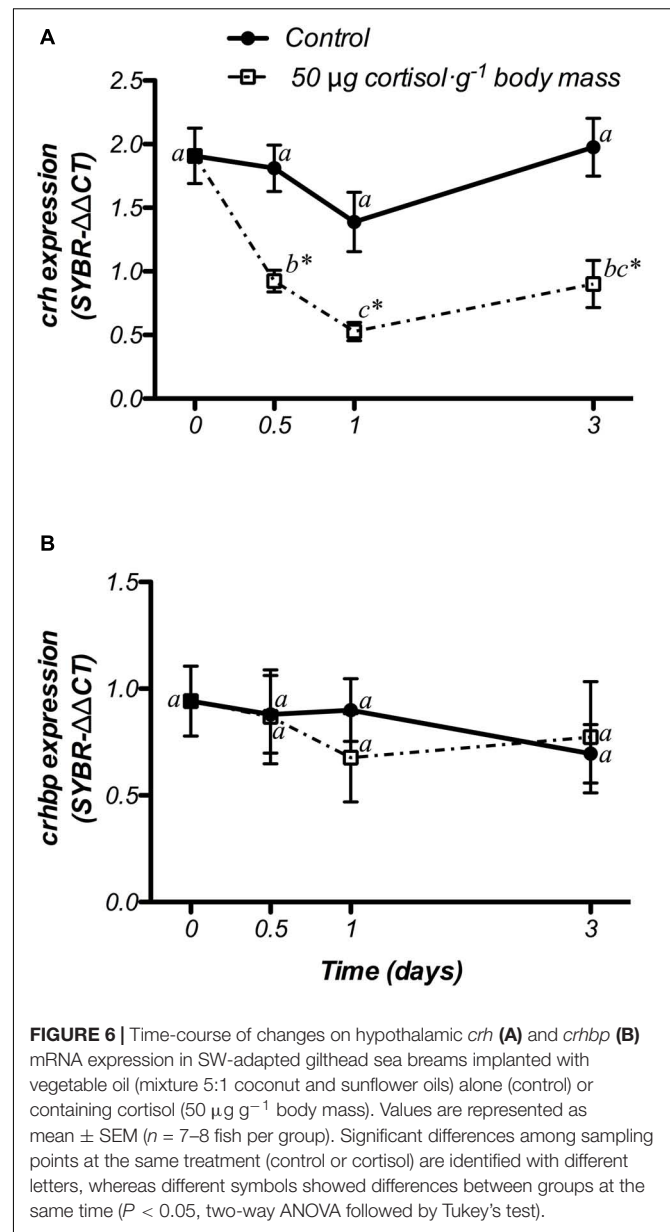 A
Control
50 µg cortisol·g⁻¹ body mass
2.5
2.0
1.5
1.0
0.5
0.0
crh expression
(SYBR-ΔΔCT)
a
a
a
a
b*
c*
bc*
0
0.5
1
3
B
1.5
1.0
0.5
0.0
crhbp expression
(SYBR-ΔΔCT)
a
a
a
a
a
a
a
0
0.5
1
3
Time (days)
FIGURE 6 | Time-course of changes on hypothalamic crh (A) and crhbp (B)
mRNA expression in SW-adapted gilthead sea breams implanted with
vegetable oil (mixture 5:1 coconut and sunflower oils) alone (control) or
containing cortisol (50 µg g⁻¹ body mass). Values are represented as
mean ± SEM (n = 7–8 fish per group). Significant differences among sampling
points at the same treatment (control or cortisol) are identified with different
letters, whereas different symbols showed differences between groups at the
same time (P < 0.05, two-way ANOVA followed by Tukey's test).